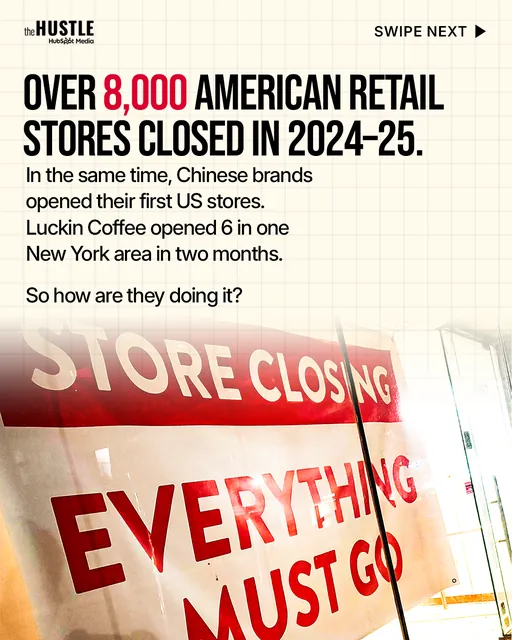 the HUSTLE
HubSpot Media
SWIPE NEXT ▶
OVER 8,000 AMERICAN RETAIL
STORES CLOSED IN 2024–25.
In the same time, Chinese brands
opened their first US stores.
Luckin Coffee opened 6 in one
New York area in two months.
So how are they doing it?
STORE CLOSING
EVERYTHING
MUST GO